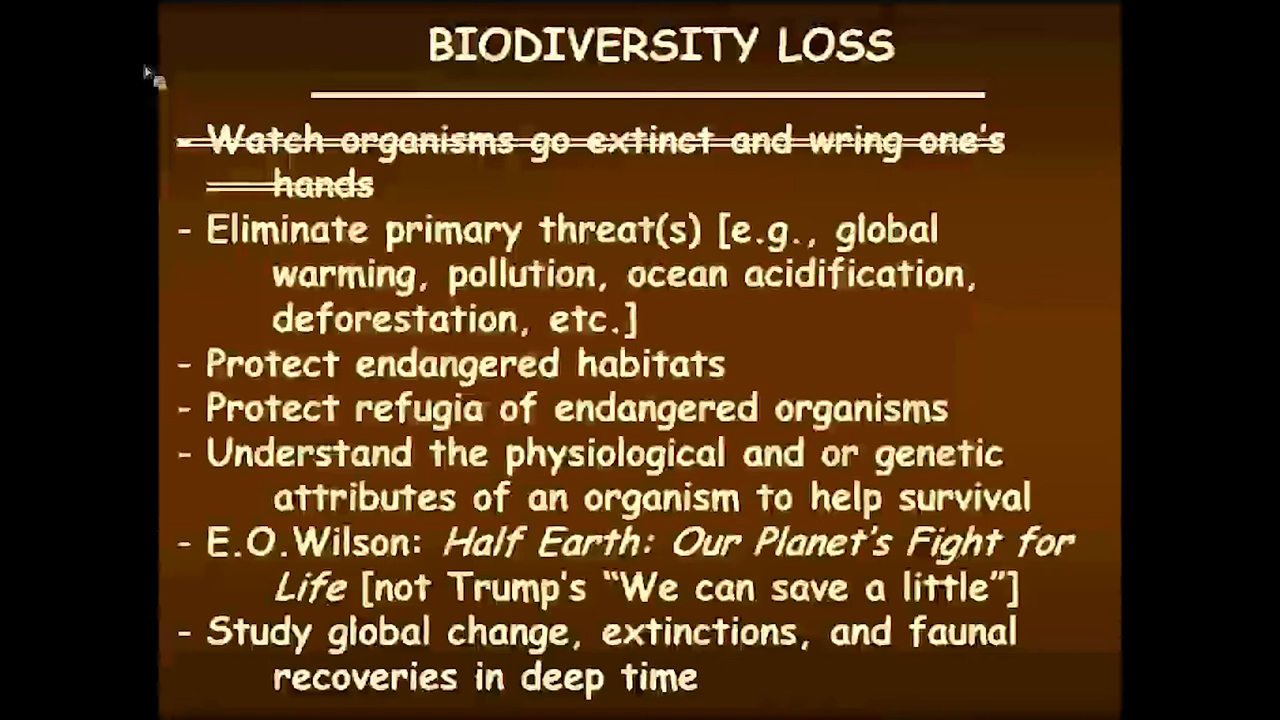 BIODIVERSITY LOSS
- Watch organisms go extinct and wring one's
hands
- Eliminate primary threat(s) [e.g., global
warming, pollution, ocean acidification,
deforestation, etc.]
- Protect endangered habitats
- Protect refugia of endangered organisms
- Understand the physiological and or genetic
attributes of an organism to help survival
- E.O.Wilson: Half Earth: Our Planet's Fight for
Life [not Trump's “We can save a little”]
- Study global change, extinctions, and faunal
recoveries in deep time